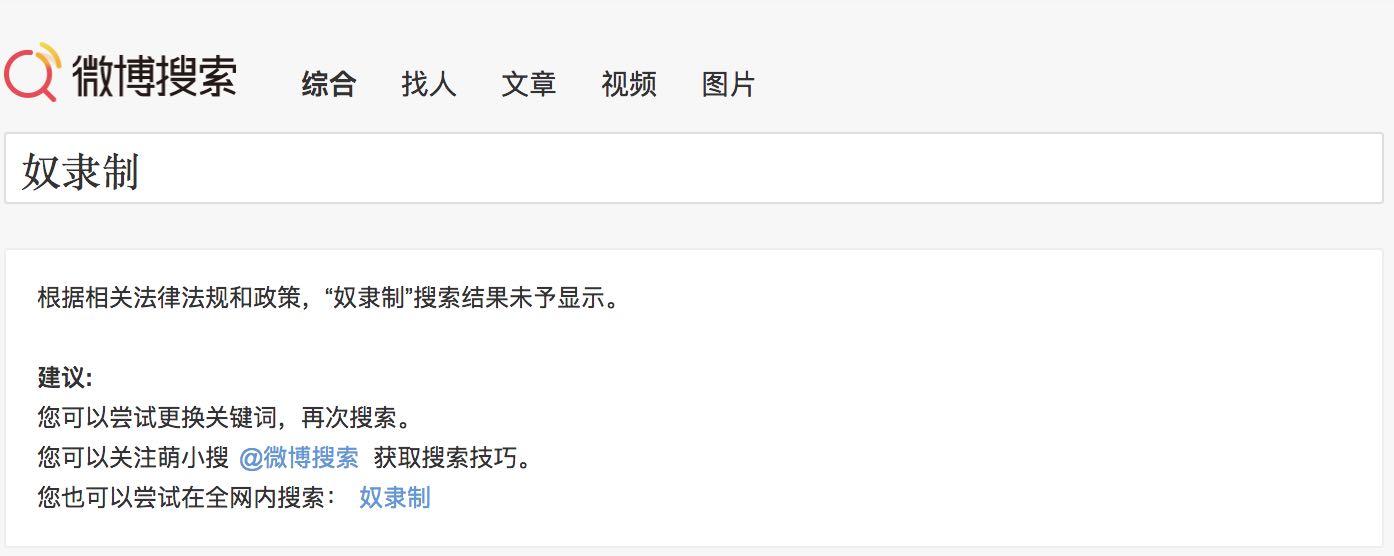 微博搜索
综合 找人 文章 视频 图片
奴隶制
根据相关法律法规和政策，“奴隶制”搜索结果未予显示。
建议:
您可以尝试更换关键词，再次搜索。
您可以关注萌小搜 @微博搜索 获取搜索技巧。
您也可以尝试在全网内搜索： 奴隶制